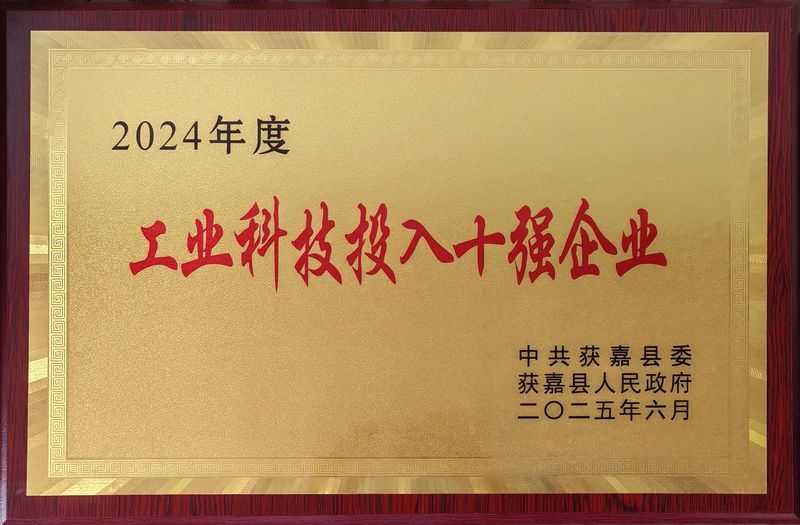 2024年度
工业科技投入十强企业
中共获嘉县委
获嘉县人民政府
二〇二五年六月